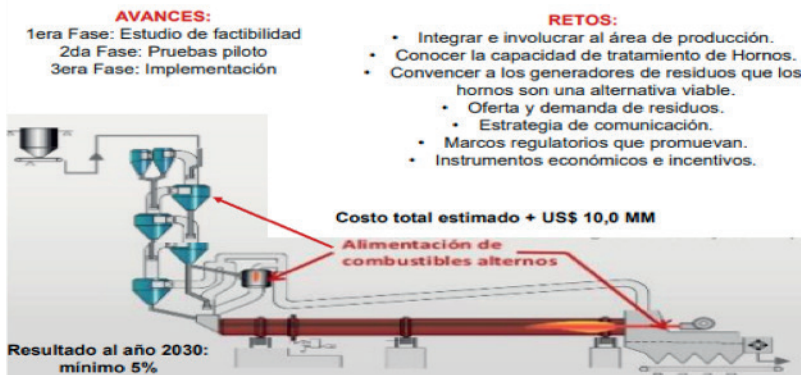 AVANCES:
1era Fase: Estudio de factibilidad
2da Fase: Pruebas piloto
3era Fase: Implementación
RETOS:
• Integrar e involucrar al área de producción.
• Conocer la capacidad de tratamiento de Hornos.
• Convencer a los generadores de residuos que los
hornos son una alternativa viable.
• Oferta y demanda de residuos.
• Estrategia de comunicación.
• Marcos regulatorios que promuevan.
• Instrumentos económicos e incentivos.
Costo total estimado + US$ 10,0 MM
Alimentación de
combustibles alternos
Resultado al año 2030:
mínimo 5%